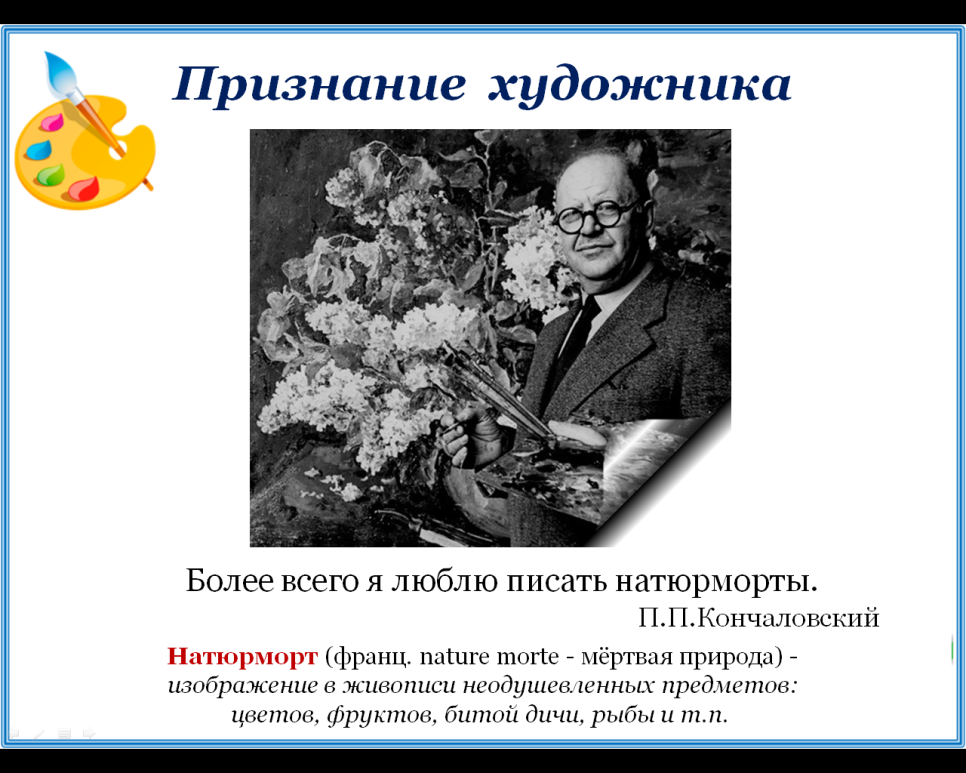 Признание художника
Более всего я люблю писать натюрморты.
П.П.Кончаловский
Натюрморт (франц. nature morte - мёртвая природа) -
изображение в живописи неодушевленных предметов:
цветов, фруктов, битой дичи, рыбы и т.п.